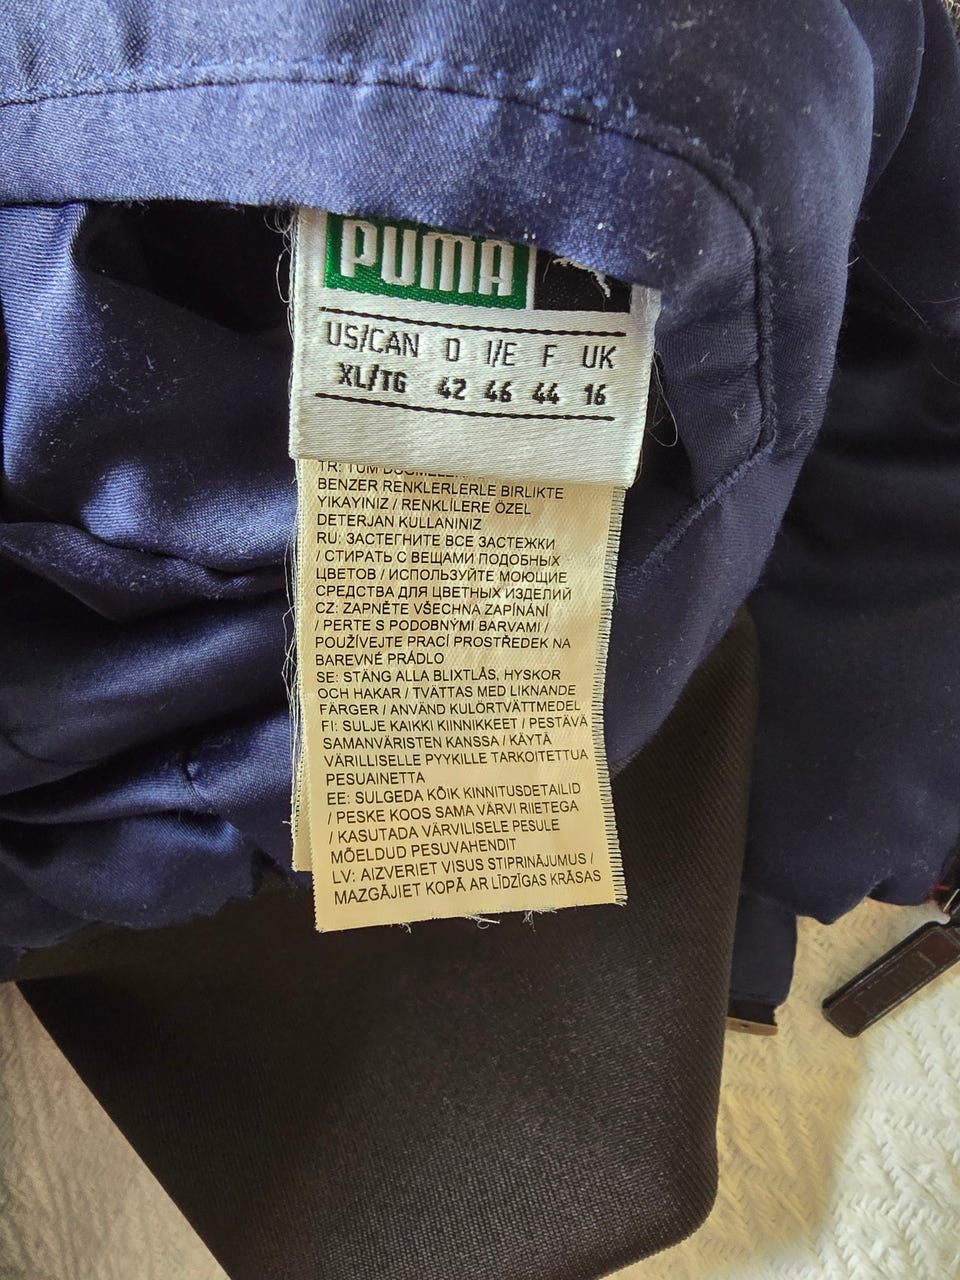 PUMA
US/CAN D I/E F UK
XL/TG 42 46 44 16
TR: TÜM
BENZER RENKLERLERLE BIRLIKTE
YIKAYINIZ / RENKLİLERE ÖZEL
DETERJAN KULLANINIZ
RU: ЗАСТЕГНИТЕ ВСЕ ЗАСТЕЖКИ
/ СТИРАТЬ С ВЕЩАМИ ПОДОБНЫХ
ЦВЕТОВ / ИСПОЛЬЗУЙТЕ МОЮЩИЕ
СРЕДСТВА ДЛЯ ЦВЕТНЫХ ИЗДЕЛИЙ
CZ: ZAPNĚTE VŠECHNA ZAPÍNÁNÍ
/ PERTE S PODOBNÝMI BARVAMI /
POUŽÍVEJTE PRACÍ PROSTŘEDEK NA
BAREVNÉ PRÁDLO
SE: STÄNG ALLA BLIXTLÅS, HYSKOR
OCH HAKAR / TVÄTTAS MED LIKNANDE
FÄRGER / ANVÄND KULÖRTVÄTTMEDEL
FI: SULJE KAIKKI KIINNIKKEET / PESTÄVÄ
SAMANVÄRISTEN KANSSA / KÄYTÄ
VÄRILLISELLE PYYKILLE TARKOITETTUA
PESUAINETTA
EE: SULGEDA KÕIK KINNITUSDETAILID
/ PESKE KOOS SAMA VÄRVI RIIETEGA
/ KASUTADA VÄRVILISELE PESULE
MÕELDUD PESUVAHENDIT
LV: AIZVERIET VISUS STIPRINĀJUMUS /
MAZGĀJIET KOPĀ AR LĪDZĪGAS KRĀSAS